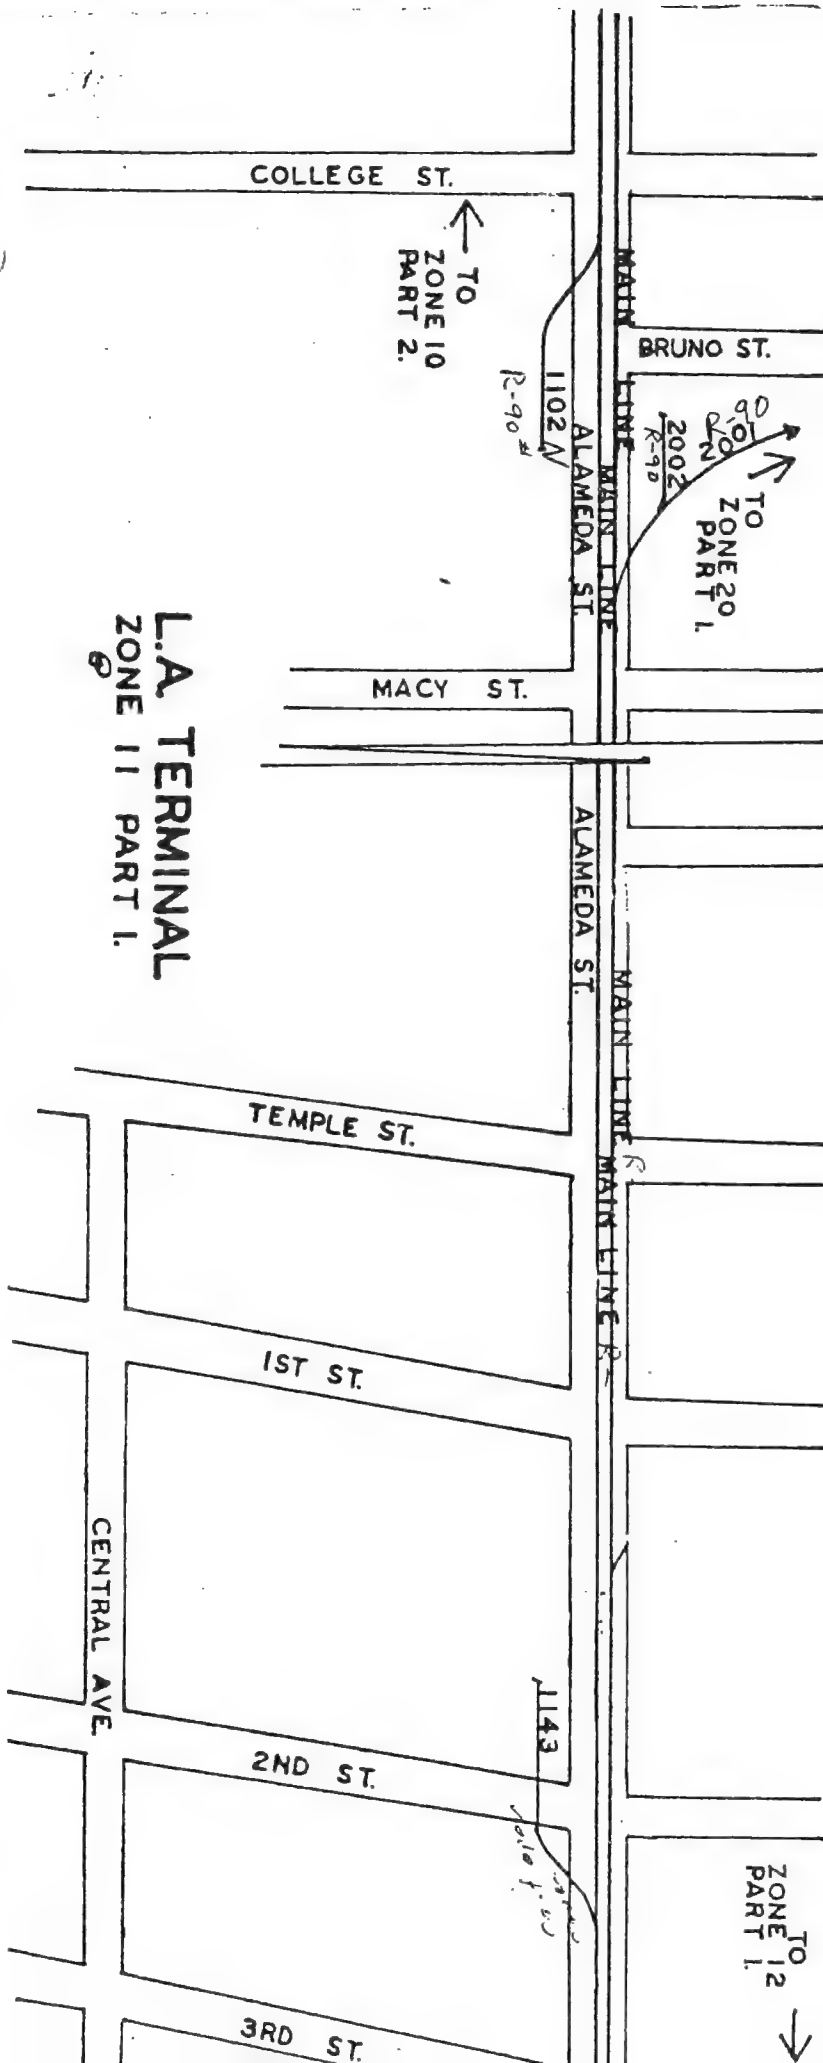 COLLEGE ST.
TO
ZONE 10
PART 2.
MAIN LINE
BRUNO ST.
1102 N
R-90 #
R-90
2001
2002
R-90
TO
ZONE 20
PART 1.
ALAMEDA ST.
MAIN LINE
MACY ST.
L.A. TERMINAL
ZONE 11 PART 1.
ALAMEDA ST.
MAIN LINE R-
MAIN LINE R-
TEMPLE ST.
1ST ST.
CENTRAL AVE.
2ND ST.
1143
TO
ZONE 12
PART 1.
3RD ST.